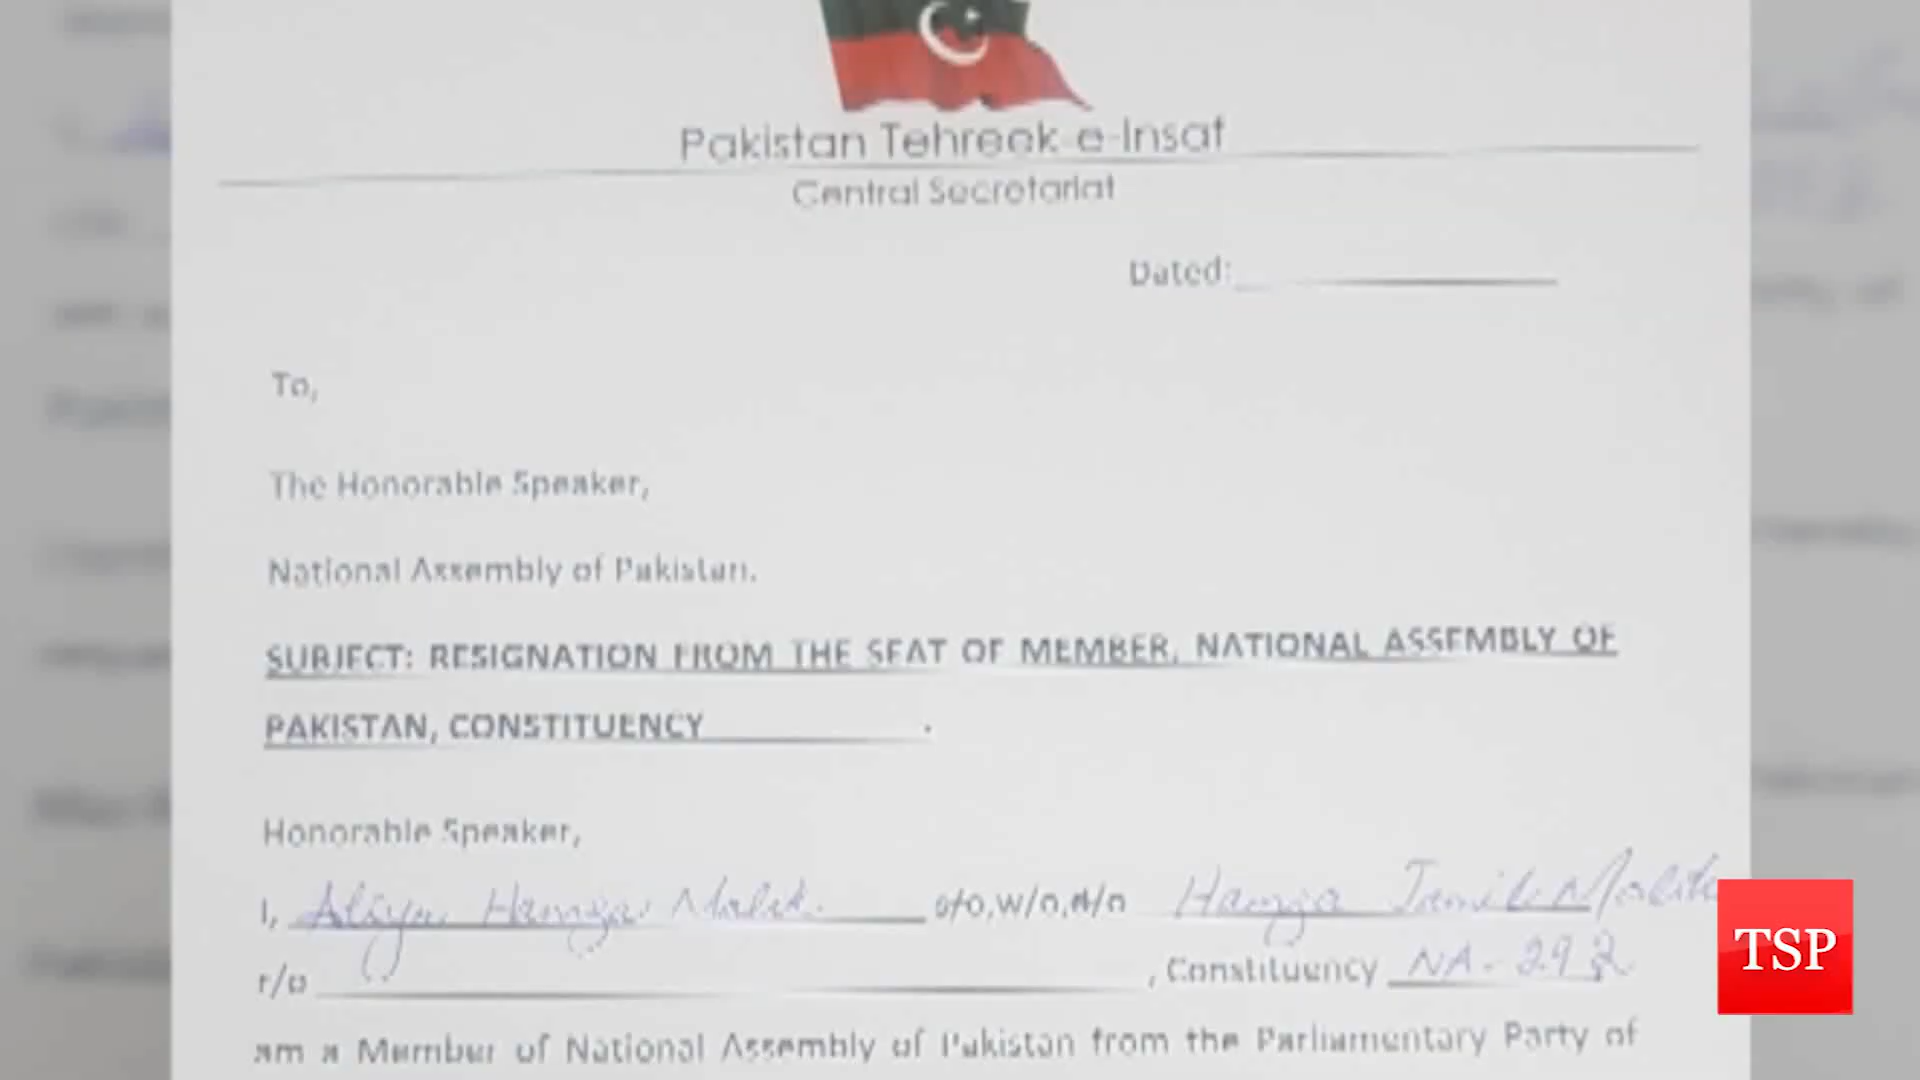 Pakistan Tehreek-e-Insaf
Central Secretariat
Dated:
To,
The Honorable Speaker,
National Assembly of Pakistan.
SUBJECT: RESIGNATION FROM THE SEAT OF MEMBER, NATIONAL ASSEMBLY OF
PAKISTAN, CONSTITUENCY .
Honorable Speaker,
I, Aliya Hamza Malik. s/o,w/o,d/o Hamza Jamil Malik
r/o , Constituency NA-292
am a Member of National Assembly of Pakistan from the Parliamentary Party of
TSP